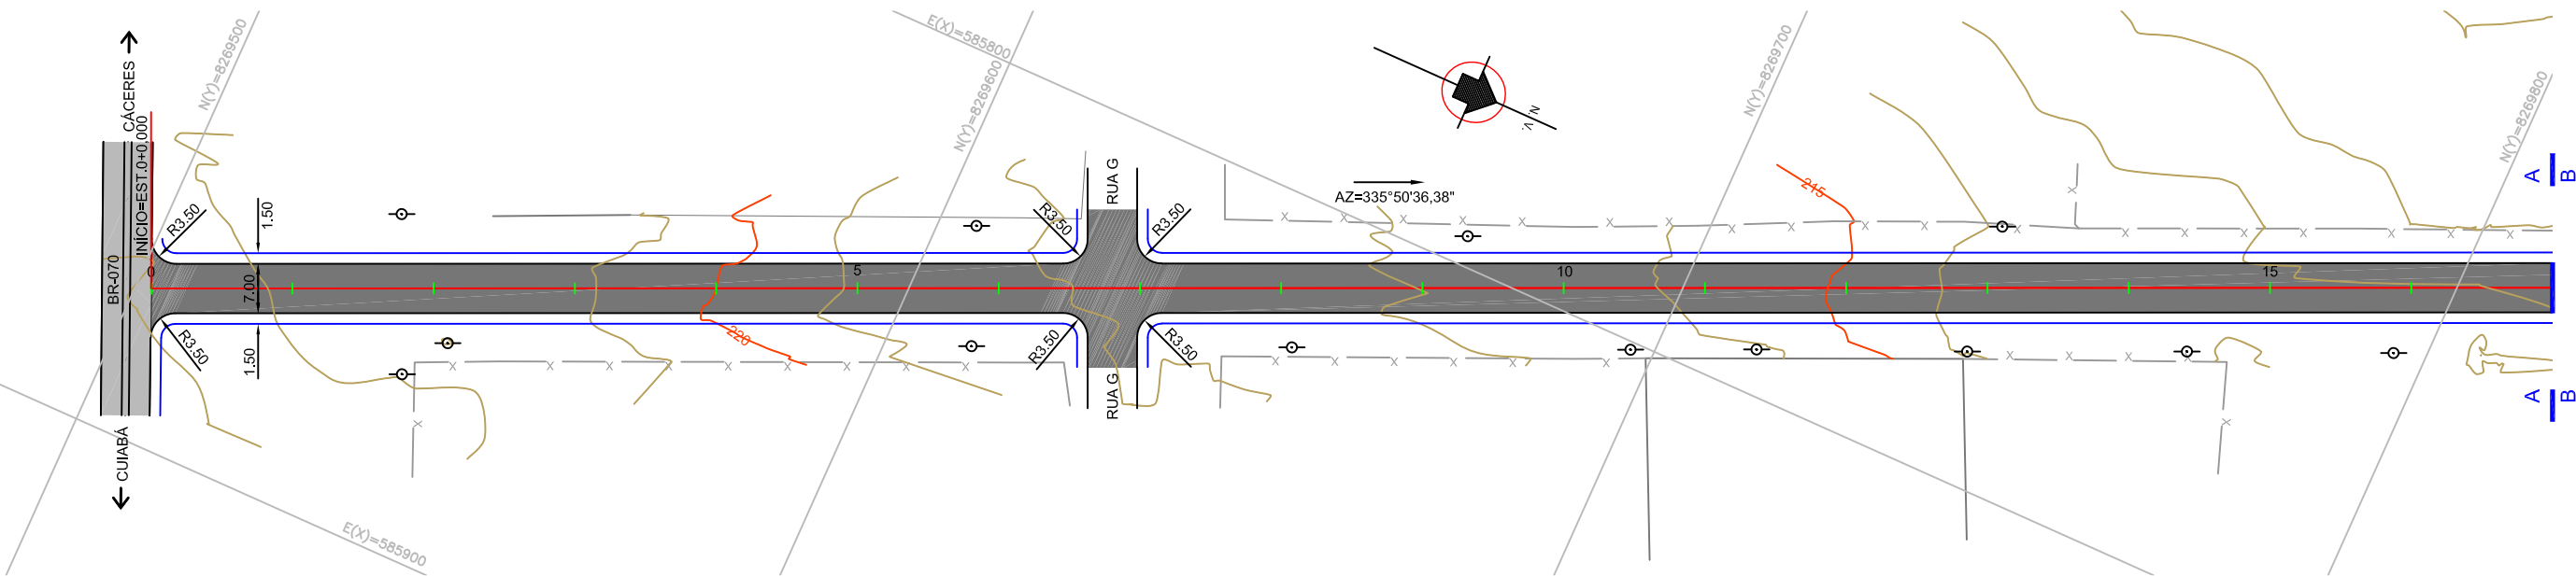 CÁCERES
N(Y)=8269500
INÍCIO=EST.0+0,000
BR-070
CUIABÁ
R3.50
R3.50
1.50
7.00
1.50
0
5
10
15
E(X)=585900
E(X)=585800
N(Y)=8269600
220
RUA G
RUA G
R3.50
R3.50
R3.50
R3.50
N.V.
AZ=335°50'36,38"
N(Y)=8269700
215
N(Y)=8269800
A
B
A
B
X X X X X X X X X X X X X X X X X X X
X
X X X X X X X
X
X X X X X X X X X X X X X
X